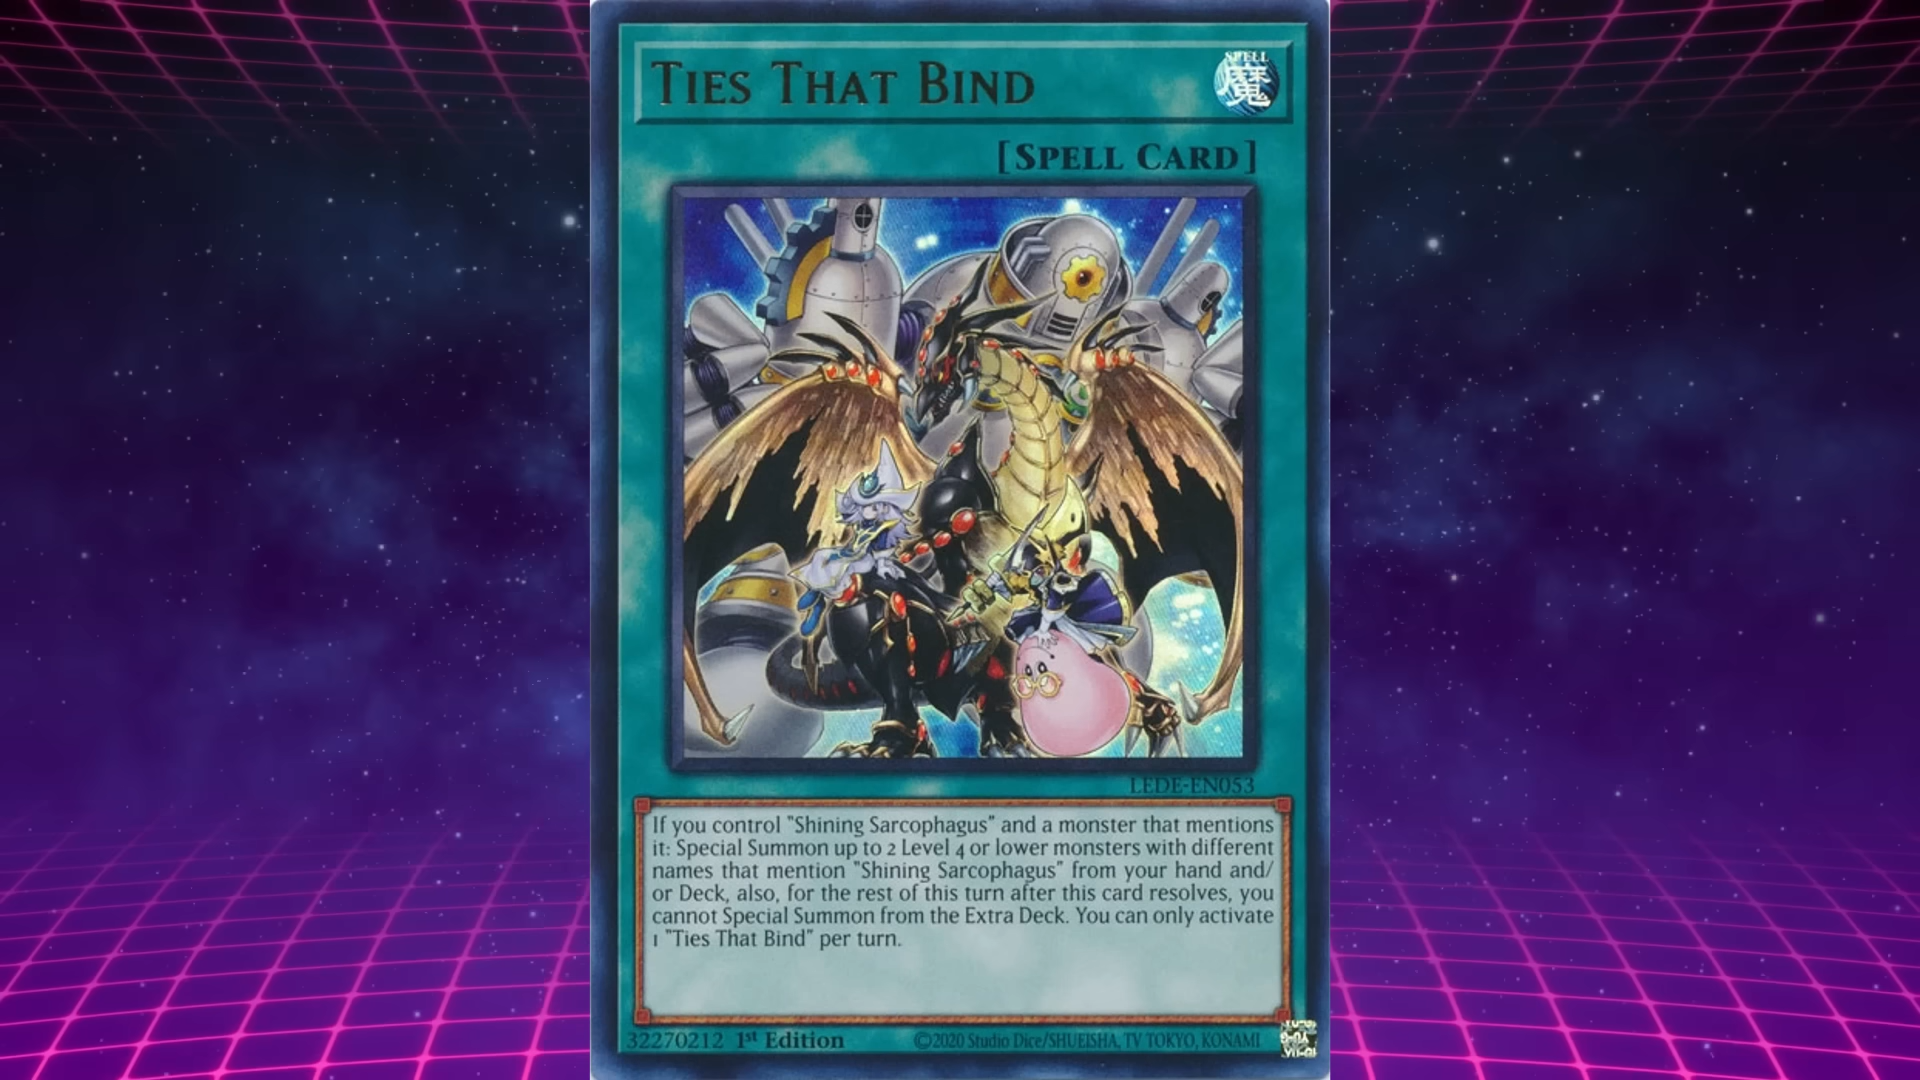 Ties That Bind
SPELL
魔
[Spell Card]
LEDE-EN053
If you control "Shining Sarcophagus" and a monster that mentions
it: Special Summon up to 2 Level 4 or lower monsters with different
names that mention "Shining Sarcophagus" from your hand and/
or Deck, also, for the rest of this turn after this card resolves, you
cannot Special Summon from the Extra Deck. You can only activate
1 "Ties That Bind" per turn.
32270212 1st Edition ©2020 Studio Dice/SHUEISHA, TV TOKYO, KONAMI